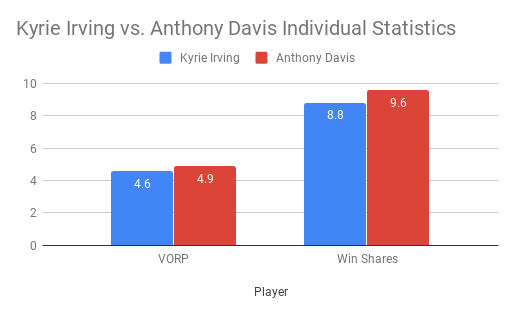 Kyrie Irving vs. Anthony Davis Individual Statistics
Kyrie Irving Anthony Davis
10
8
6
4
2
0
4.6
4.9
8.8
9.6
VORP Win Shares
Player